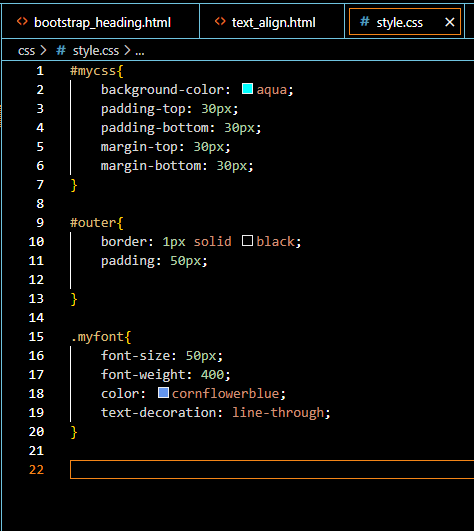 bootstrap_heading.html text_align.html # style.css ×
css > # style.css > ...
1 #mycss{
2 background-color: aqua;
3 padding-top: 30px;
4 padding-bottom: 30px;
5 margin-top: 30px;
6 margin-bottom: 30px;
7 }
8
9 #outer{
10 border: 1px solid black;
11 padding: 50px;
12
13 }
14
15 .myfont{
16 font-size: 50px;
17 font-weight: 400;
18 color: cornflowerblue;
19 text-decoration: line-through;
20 }
21
22